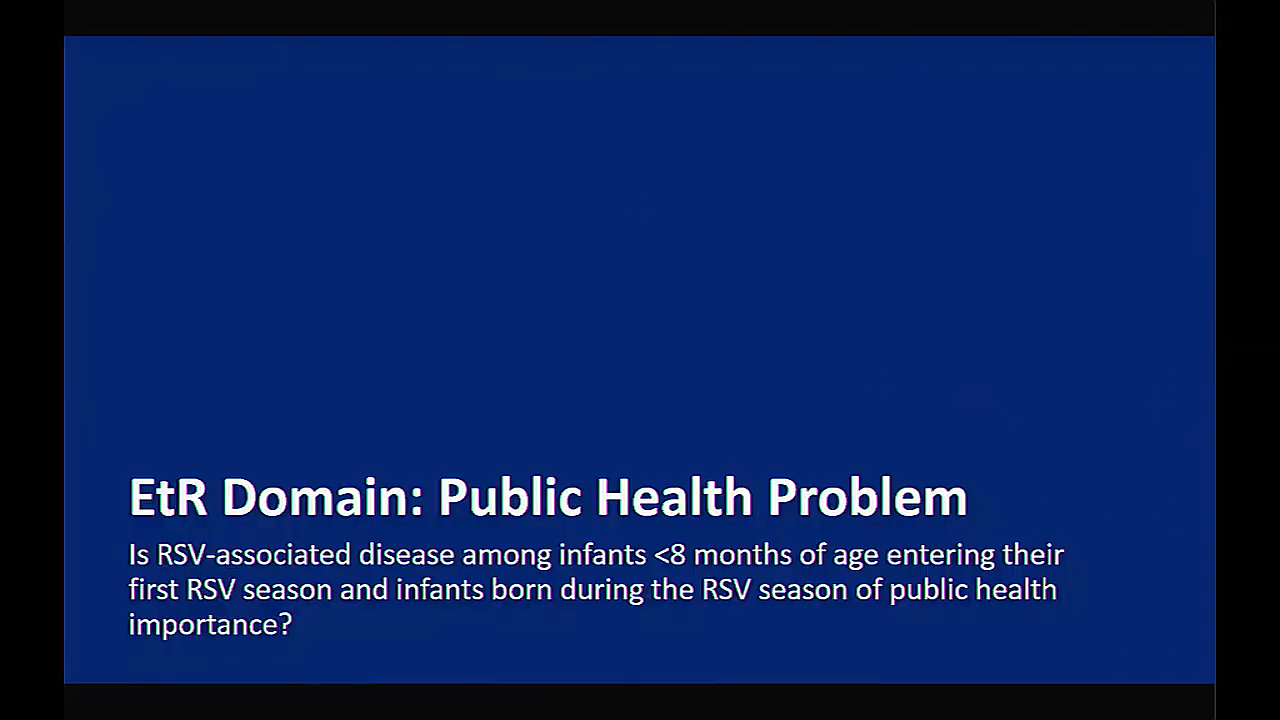 EtR Domain: Public Health Problem
Is RSV-associated disease among infants <8 months of age entering their
first RSV season and infants born during the RSV season of public health
importance?